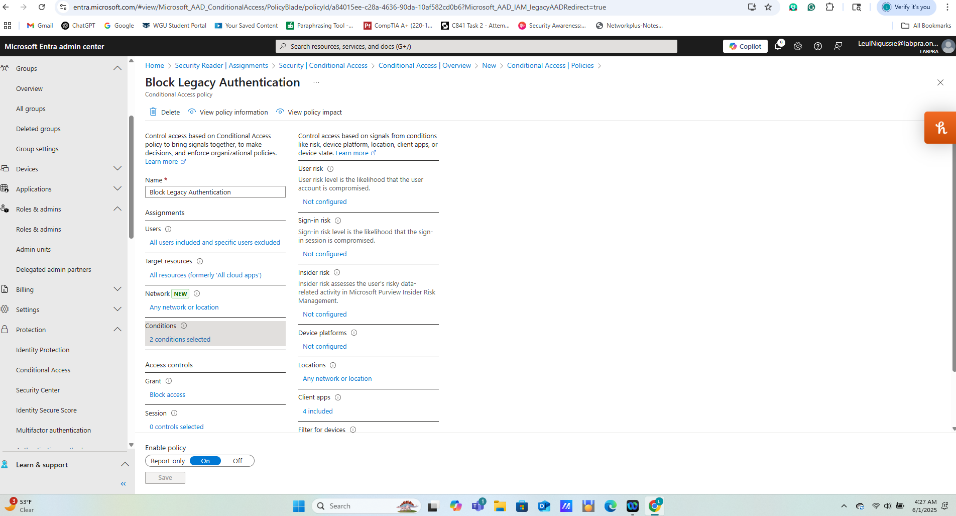 entra.microsoft.com/#view/Microsoft_AAD_ConditionalAccess/PolicyBlade/policyId/a84015ee-c28a-4636-90da-10af582cd0b6?Microsoft_AAD_IAM_legacyAADRedirect=true
Verify it's you
Gmail
ChatGPT
Google
WGU Student Portal
Your Saved Content
Paraphrasing Tool -...
CompTIA A+ (220-1...
C841 Task 2 - Attem...
Security Awareness:...
Networkplus-Notes...
All Bookmarks
Microsoft Entra admin center
Search resources, services, and docs (G+/)
Copilot
LeulNigussie@labpra.on...
Groups
Overview
All groups
Deleted groups
Group settings
Devices
Applications
Roles & admins
Roles & admins
Admin units
Delegated admin partners
Billing
Settings
Protection
Identity Protection
Conditional Access
Security Center
Identity Secure Score
Multifactor authentication
Learn & support
Home > Security Reader | Assignments > Security | Conditional Access > Conditional Access | Overview > New > Conditional Access | Policies >
Block Legacy Authentication
...
Conditional Access policy
Delete
View policy information
View policy impact
Control access based on Conditional Access
policy to bring signals together, to make
decisions, and enforce organizational policies.
Learn more
Name *
Block Legacy Authentication
Assignments
Users
All users included and specific users excluded
Target resources
All resources (formerly 'All cloud apps')
Network NEW
Any network or location
Conditions
2 conditions selected
Access controls
Grant
Block access
Session
0 controls selected
Control access based on signals from conditions
like risk, device platform, location, client apps, or
device state. Learn more
User risk
User risk level is the likelihood that the user
account is compromised.
Not configured
Sign-in risk
Sign-in risk level is the likelihood that the sign-
in session is compromised.
Not configured
Insider risk
Insider risk assesses the user's risky data-
related activity in Microsoft Purview Insider Risk
Management.
Not configured
Device platforms
Not configured
Locations
Any network or location
Client apps
4 included
Filter for devices
Enable policy
Report-only
On
Off
Save
53°F
Clear
Search
4:27 AM
6/1/2025